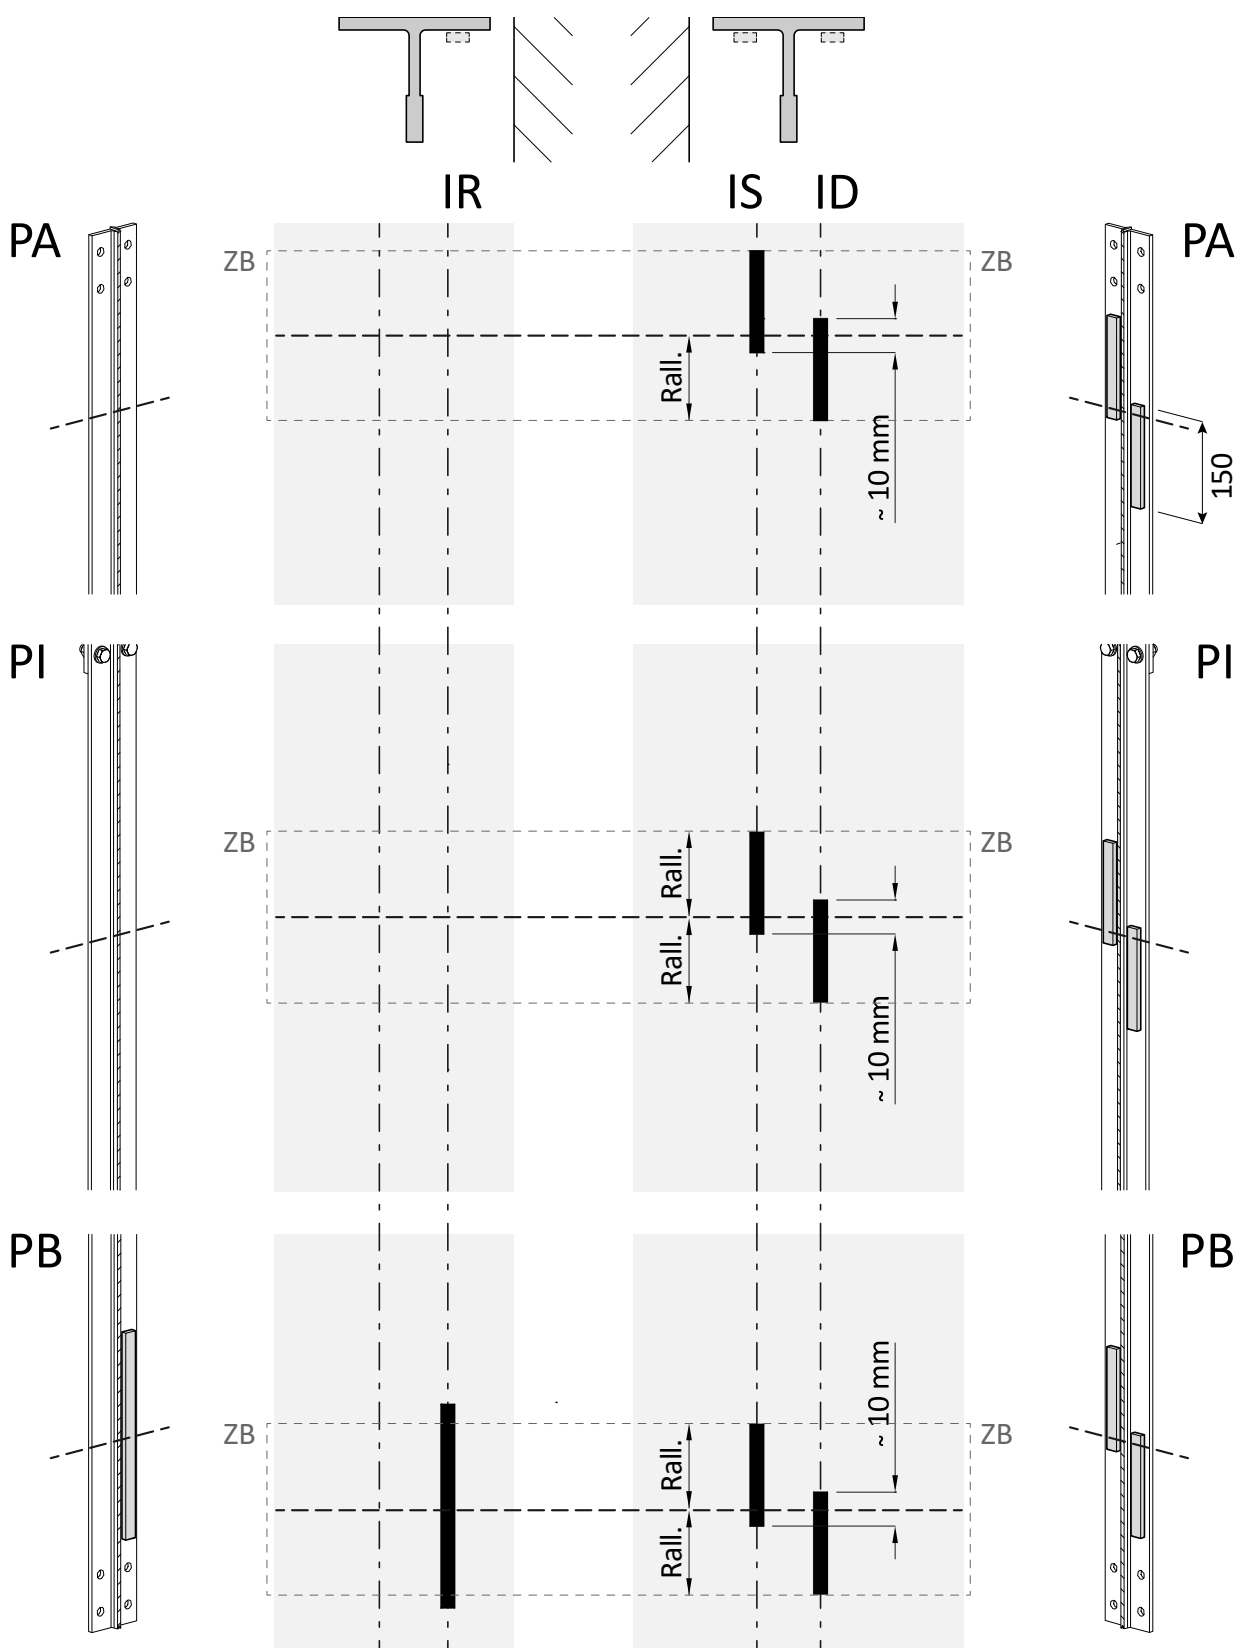 IR IS ID
PA PA
ZB ZB
Rall.
~ 10 mm
150
PI PI
ZB ZB
Rall.
Rall.
~ 10 mm
PB PB
~ 10 mm
ZB ZB
Rall.
Rall.